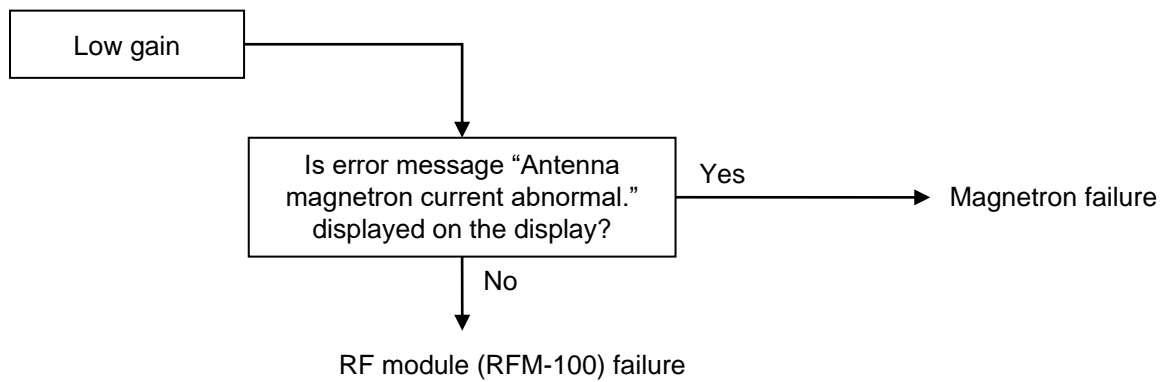 Low gain
Is error message “Antenna
magnetron current abnormal.”
displayed on the display?
Yes
Magnetron failure
No
RF module (RFM-100) failure